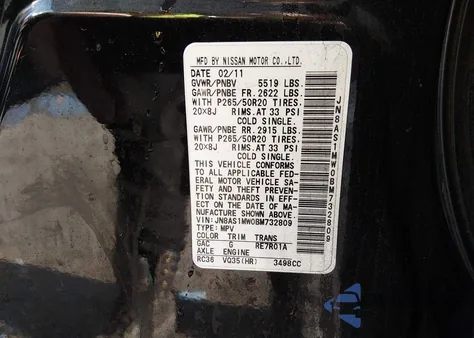 MFD BY NISSAN MOTOR CO.,LTD.
DATE 02/11
GVWR/PNBV 5519 LBS.
GAWR/PNBE FR. 2622 LBS.
WITH P265/50R20 TIRES.
20×8J RIMS.AT 33 PSI
COLD SINGLE.
GAWR/PNBE RR. 2915 LBS.
WITH P265/50R20 TIRES.
20×8J RIMS.AT 33 PSI
COLD SINGLE.
THIS VEHICLE CONFORMS
TO ALL APPLICABLE FED-
ERAL MOTOR VEHICLE SA-
FETY AND THEFT PREVEN-
TION STANDARDS IN EFF-
ECT ON THE DATE OF MA-
NUFACTURE SHOWN ABOVE.
VIN: JN8AS1MW0BM732809
TYPE: MPV
COLOR TRIM TRANS
GAC G RE7R01A
AXLE ENGINE
RC36 VQ35(HR) 3498CC
JN8AS1MW0BM732809